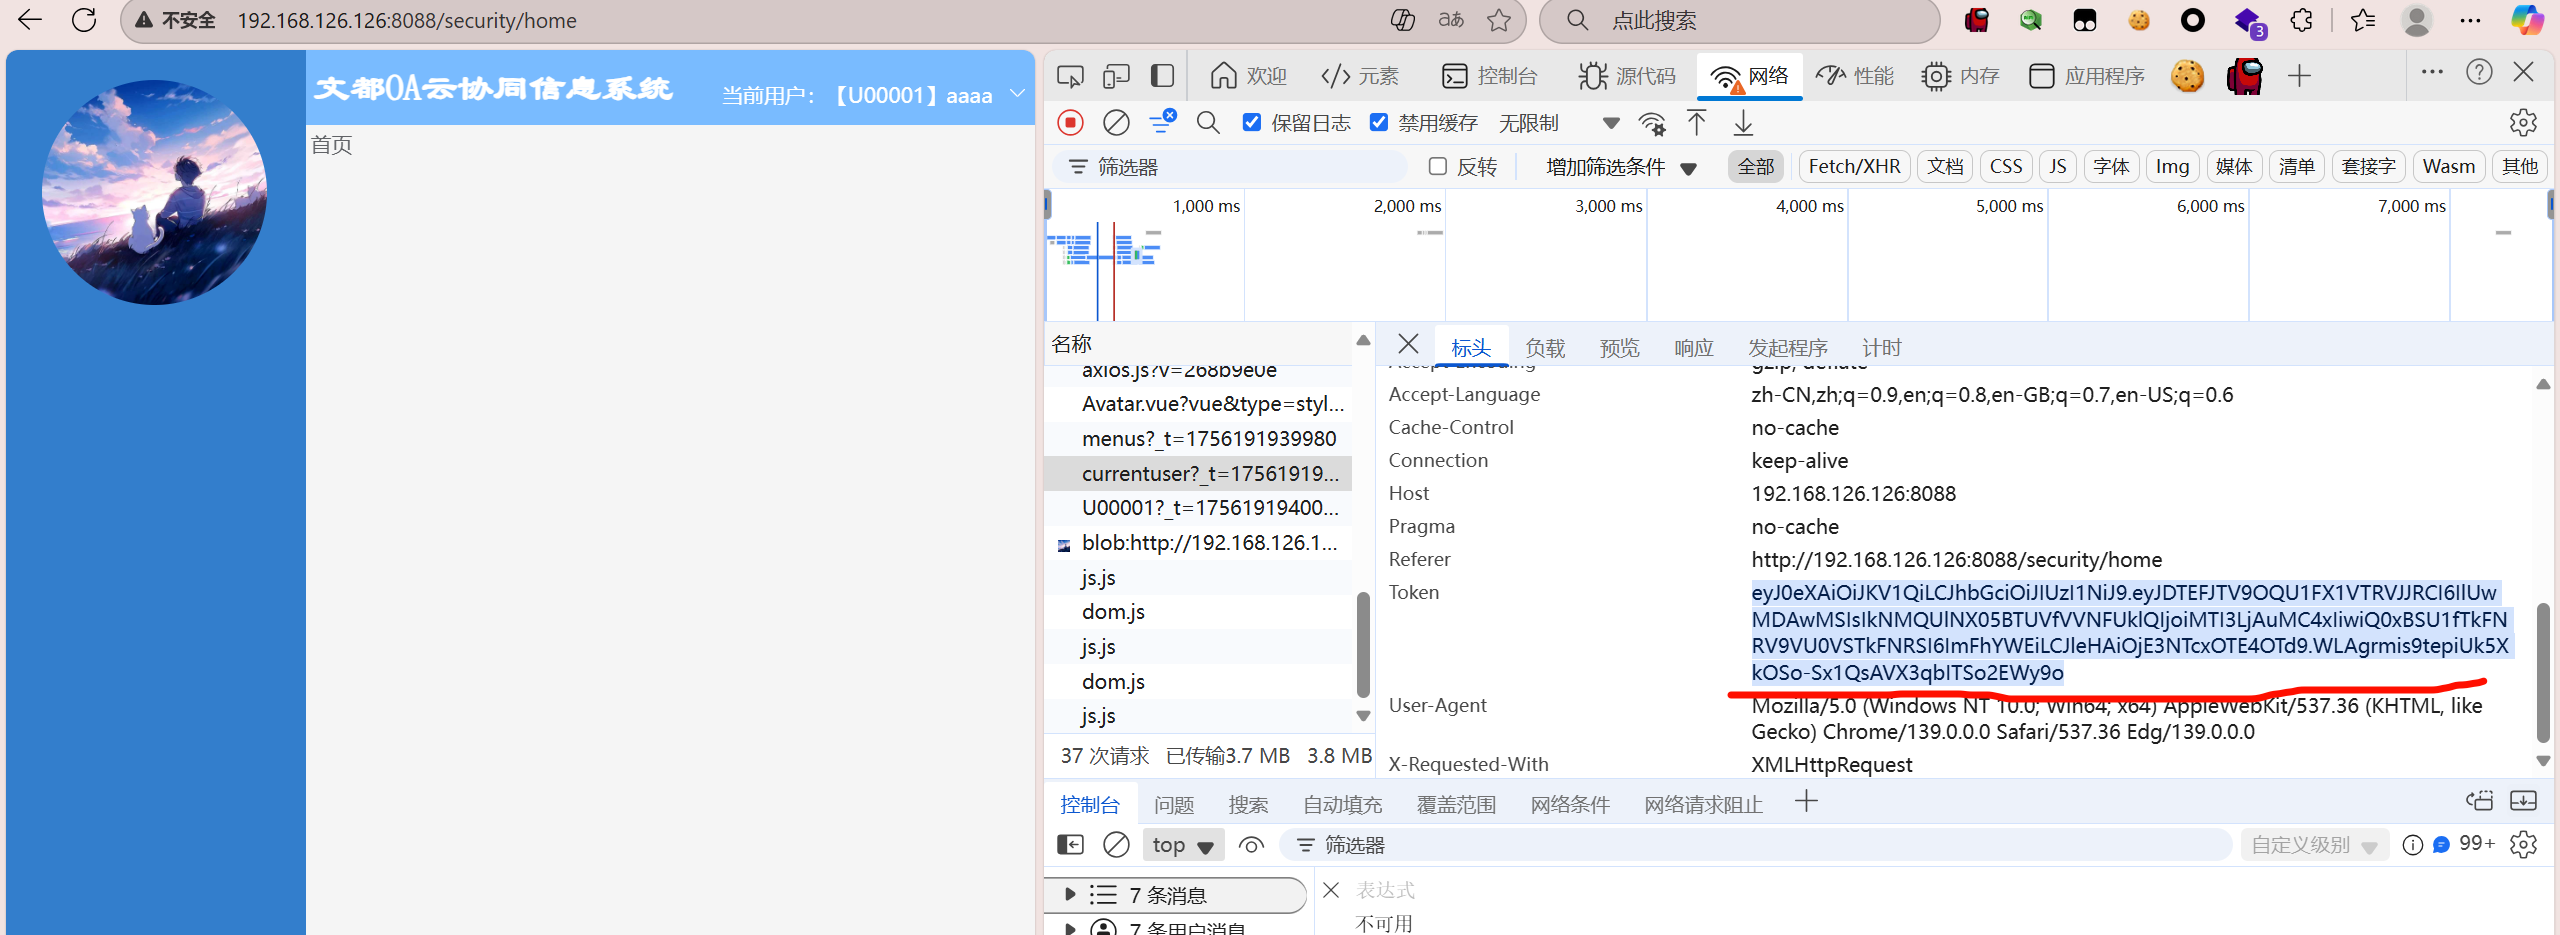 不安全 192.168.126.126:8088/security/home
点此搜索
3
文都OA云协同信息系统
当前用户：【U00001】aaaa
首页
欢迎 元素 控制台 源代码 网络 性能 内存 应用程序
保留日志 禁用缓存 无限制
筛选器 反转 增加筛选条件 全部 Fetch/XHR 文档 CSS JS 字体 Img 媒体 清单 套接字 Wasm 其他
1,000 ms 2,000 ms 3,000 ms 4,000 ms 5,000 ms 6,000 ms 7,000 ms
名称
axios.js?v=268b9e0e
Avatar.vue?vue&type=styl...
menus?_t=1756191939980
currentuser?_t=17561919...
U00001?_t=17561919400...
blob:http://192.168.126.1...
js.js
dom.js
js.js
dom.js
js.js
37 次请求 已传输3.7 MB 3.8 MB
标头 负载 预览 响应 发起程序 计时
Accept-Encoding gzip, deflate
Accept-Language zh-CN,zh;q=0.9,en;q=0.8,en-GB;q=0.7,en-US;q=0.6
Cache-Control no-cache
Connection keep-alive
Host 192.168.126.126:8088
Pragma no-cache
Referer http://192.168.126.126:8088/security/home
Token eyJ0eXAiOiJKV1QiLCJhbGciOiJIUzI1NiJ9.eyJDTEFJTV9OQU1FX1VTRVJJRCI6IlUw
MDAwMSIsIkNMQUlNX05BTUVfVVNFUklQIjoiMTI3LjAuMC4xIiwiQ0xBSU1fTkFN
RV9VU0VSTkFNRSI6ImFhYWEiLCJleHAiOjE3NTcxOTE4OTd9.WLAgrmis9tepiUk5X
kOSo-Sx1QsAVX3qbITSo2EWy9o
User-Agent Mozilla/5.0 (Windows NT 10.0; Win64; x64) AppleWebKit/537.36 (KHTML, like
Gecko) Chrome/139.0.0.0 Safari/537.36 Edg/139.0.0.0
X-Requested-With XMLHttpRequest
控制台 问题 搜索 自动填充 覆盖范围 网络条件 网络请求阻止
top 筛选器 自定义级别 99+
7 条消息
7 条用户消息
表达式
不可用